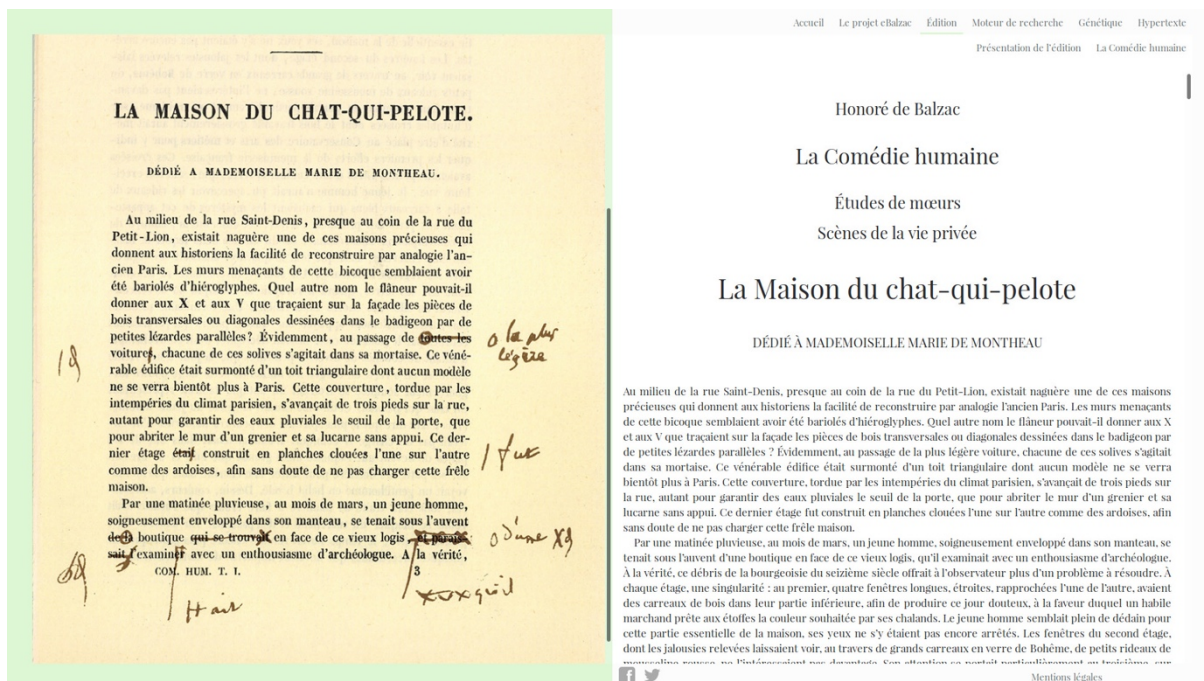 LA MAISON DU CHAT-QUI-PELOTE.
DÉDIÉ A MADEMOISELLE MARIE DE MONTHEAU.
Au milieu de la rue Saint-Denis, presque au coin de la rue du
Petit-Lion, existait naguère une de ces maisons précieuses qui
donnent aux historiens la facilité de reconstruire par analogie l'an-
cien Paris. Les murs menaçants de cette bicoque semblaient avoir
été bariolés d'hiéroglyphes. Quel autre nom le flâneur pouvait-il
donner aux X et aux V que traçaient sur la façade les pièces de
bois transversales ou diagonales dessinées dans le badigeon par de
petites lézardes parallèles? Évidemment, au passage de toutes les
la plus
légère
voitures, chacune de ces solives s'agitait dans sa mortaise. Ce véné-
rable édifice était surmonté d'un toit triangulaire dont aucun modèle
ne se verra bientôt plus à Paris. Cette couverture, tordue par les
intempéries du climat parisien, s'avançait de trois pieds sur la rue,
autant pour garantir des eaux pluviales le seuil de la porte, que
pour abriter le mur d'un grenier et sa lucarne sans appui. Ce der-
nier étage était construit en planches clouées l'une sur l'autre
fut
comme des ardoises, afin sans doute de ne pas charger cette frêle
maison.
Par une matinée pluvieuse, au mois de mars, un jeune homme,
soigneusement enveloppé dans son manteau, se tenait sous l'auvent
de la boutique qui se trouvait en face de ce vieux logis, et parais-
d'une
sait l'examiner avec un enthousiasme d'archéologue. A la vérité,
COM. HUM. T. I.
3
ait
qu'il
Accueil Le projet eBalzac Édition Moteur de recherche Génétique Hypertexte
Présentation de l'édition La Comédie humaine
Honoré de Balzac
La Comédie humaine
Études de mœurs
Scènes de la vie privée
La Maison du chat-qui-pelote
DÉDIÉ À MADEMOISELLE MARIE DE MONTHEAU
Au milieu de la rue Saint-Denis, presque au coin de la rue du Petit-Lion, existait naguère une de ces maisons
précieuses qui donnent aux historiens la facilité de reconstruire par analogie l'ancien Paris. Les murs menaçants
de cette bicoque semblaient avoir été bariolés d'hiéroglyphes. Quel autre nom le flâneur pouvait-il donner aux X
et aux V que traçaient sur la façade les pièces de bois transversales ou diagonales dessinées dans le badigeon par
de petites lézardes parallèles ? Évidemment, au passage de la plus légère voiture, chacune de ces solives s'agitait
dans sa mortaise. Ce vénérable édifice était surmonté d'un toit triangulaire dont aucun modèle ne se verra
bientôt plus à Paris. Cette couverture, tordue par les intempéries du climat parisien, s'avançait de trois pieds sur
la rue, autant pour garantir des eaux pluviales le seuil de la porte, que pour abriter le mur d'un grenier et sa
lucarne sans appui. Ce dernier étage fut construit en planches clouées l'une sur l'autre comme des ardoises, afin
sans doute de ne pas charger cette frêle maison.
Par une matinée pluvieuse, au mois de mars, un jeune homme, soigneusement enveloppé dans son manteau, se
tenait sous l'auvent d'une boutique en face de ce vieux logis, qu'il examinait avec un enthousiasme d'archéologue.
À la vérité, ce débris de la bourgeoisie du seizième siècle offrait à l'observateur plus d'un problème à résoudre. À
chaque étage, une singularité : au premier, quatre fenêtres longues, étroites, rapprochées l'une de l'autre, avaient
des carreaux de bois dans leur partie inférieure, afin de produire ce jour douteux, à la faveur duquel un habile
marchand prête aux étoffes la couleur souhaitée par ses chalands. Le jeune homme semblait plein de dédain pour
cette partie essentielle de la maison, ses yeux ne s'y étaient pas encore arrêtés. Les fenêtres du second étage,
dont les jalousies relevées laissaient voir, au travers de grands carreaux en verre de Bohême, de petits rideaux de
mousseline rousse, ne l'intéressaient pas davantage. Son attention se portait particulièrement au troisième, sur
Mentions légales